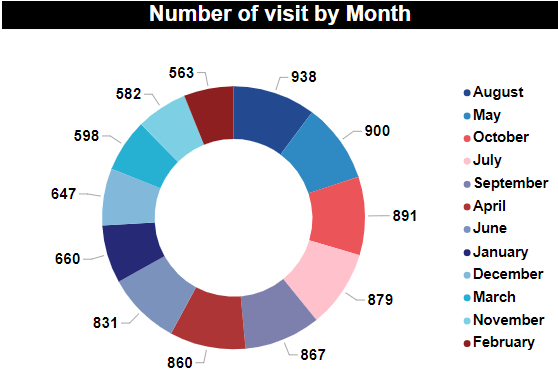 Number of visit by Month
938
900
891
879
867
860
831
660
647
598
582
563
August
May
October
July
September
April
June
January
December
March
November
February